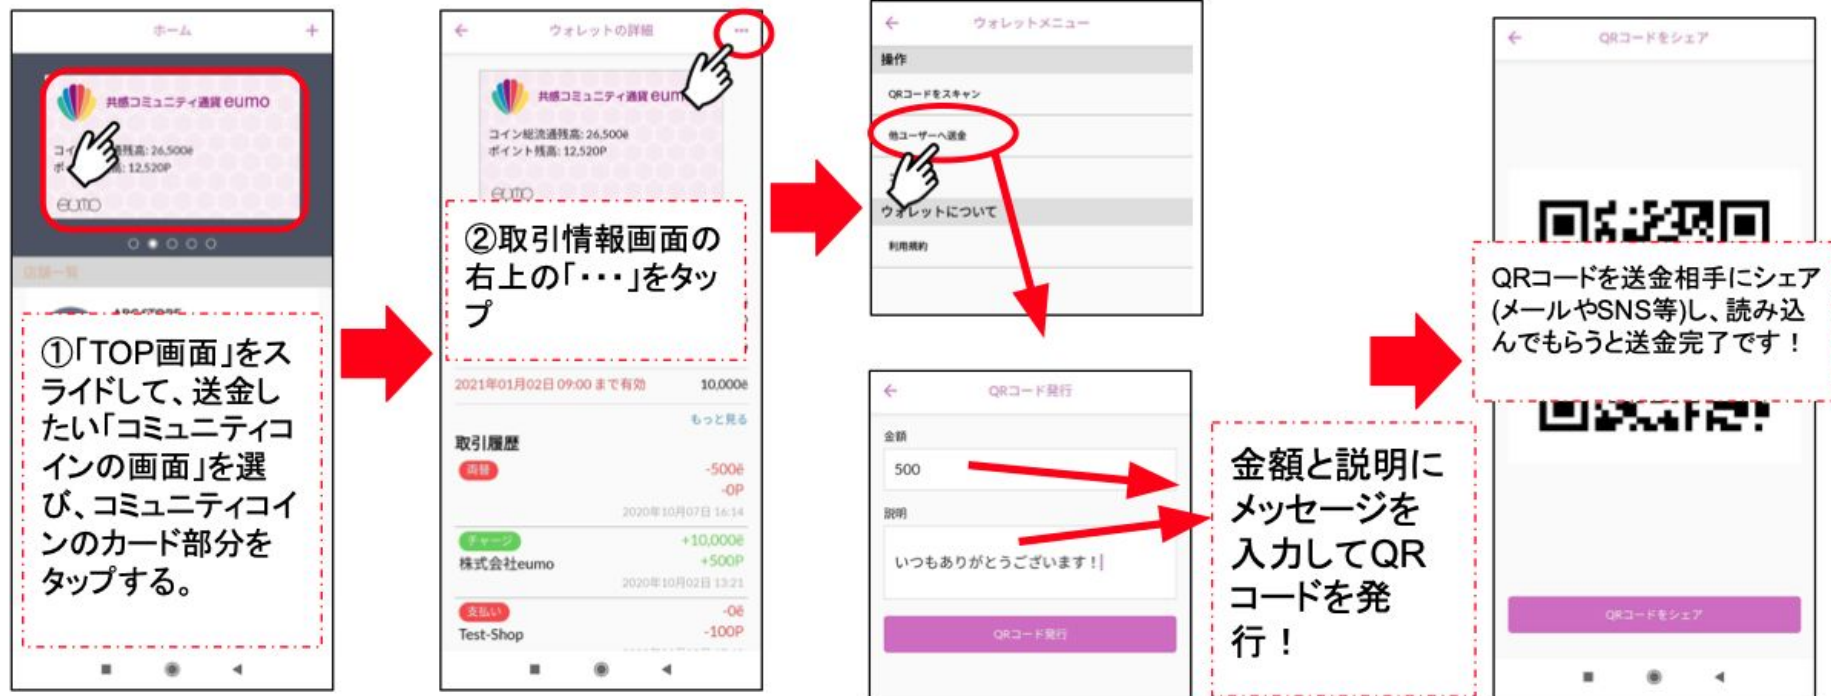 ホーム
+
共感コミュニティ通貨 eumo
通残高: 26,500ë
高: 12,520P
eumo
店舗一覧
①「TOP画面」をス
ライドして、送金し
たい「コミュニティコ
インの画面」を選
び、コミュニティコイ
ンのカード部分を
タップする。
ウォレットの詳細
…
共感コミュニティ通貨 eum
コイン総流通残高: 26,500ë
ポイント残高: 12,520P
eumo
②取引情報画面の
右上の「・・・」をタッ
プ
2021年01月02日 09:00 まで有効 10,000ë
もっと見る
取引履歴
両替 -500ë
-0P
2020年10月07日 16:14
チャージ +10,000ë
株式会社eumo +500P
2020年10月02日 13:21
支払い -0ë
Test-Shop -100P
ウォレットメニュー
操作
QRコードをスキャン
他ユーザーへ送金
ウォレットについて
利用規約
QRコード発行
金額
500
説明
いつもありがとうございます！
QRコード発行
金額と説明に
メッセージを
入力してQR
コードを発
行！
QRコードをシェア
QRコードを送金相手にシェア
(メールやSNS等)し、読み込
んでもらうと送金完了です！
QRコードをシェア